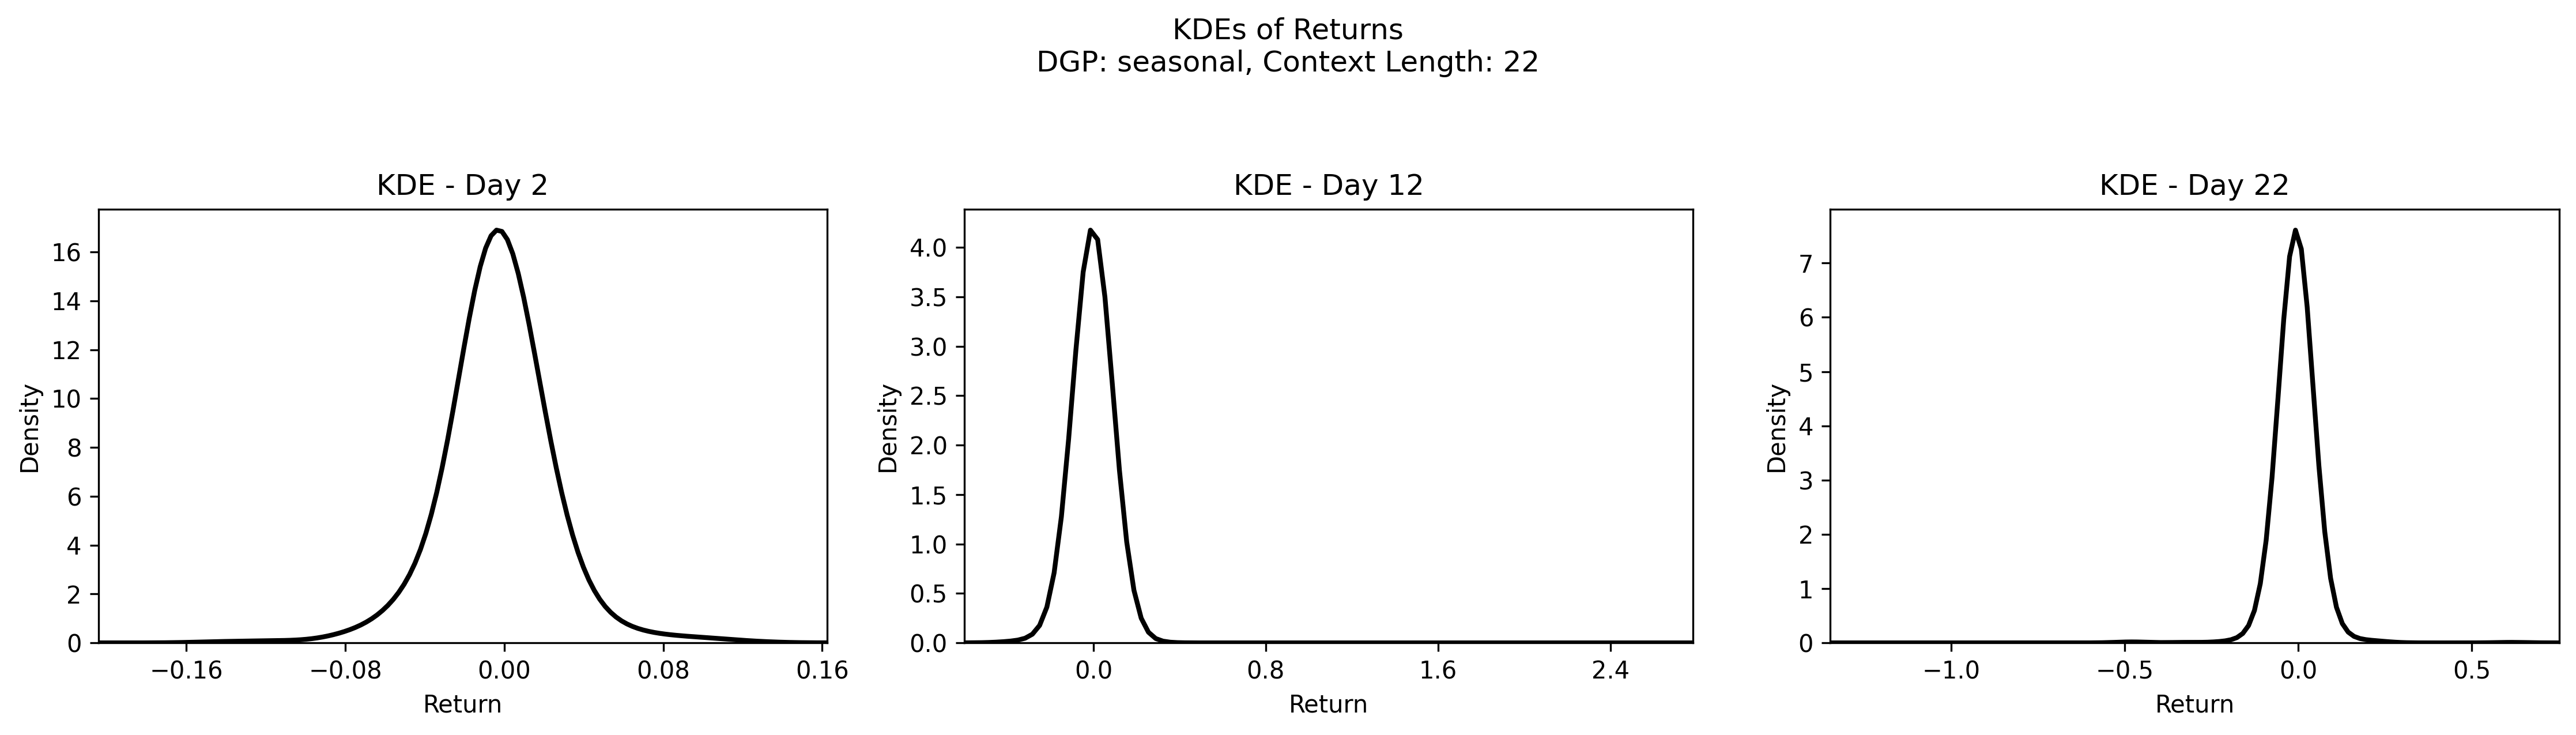 KDEs of Returns
DGP: seasonal, Context Length: 22
KDE - Day 2
Density
16
14
12
10
8
6
4
2
0
−0.16 −0.08 0.00 0.08 0.16
Return
KDE - Day 12
Density
4.0
3.5
3.0
2.5
2.0
1.5
1.0
0.5
0.0
0.0 0.8 1.6 2.4
Return
KDE - Day 22
Density
7
6
5
4
3
2
1
0
−1.0 −0.5 0.0 0.5
Return